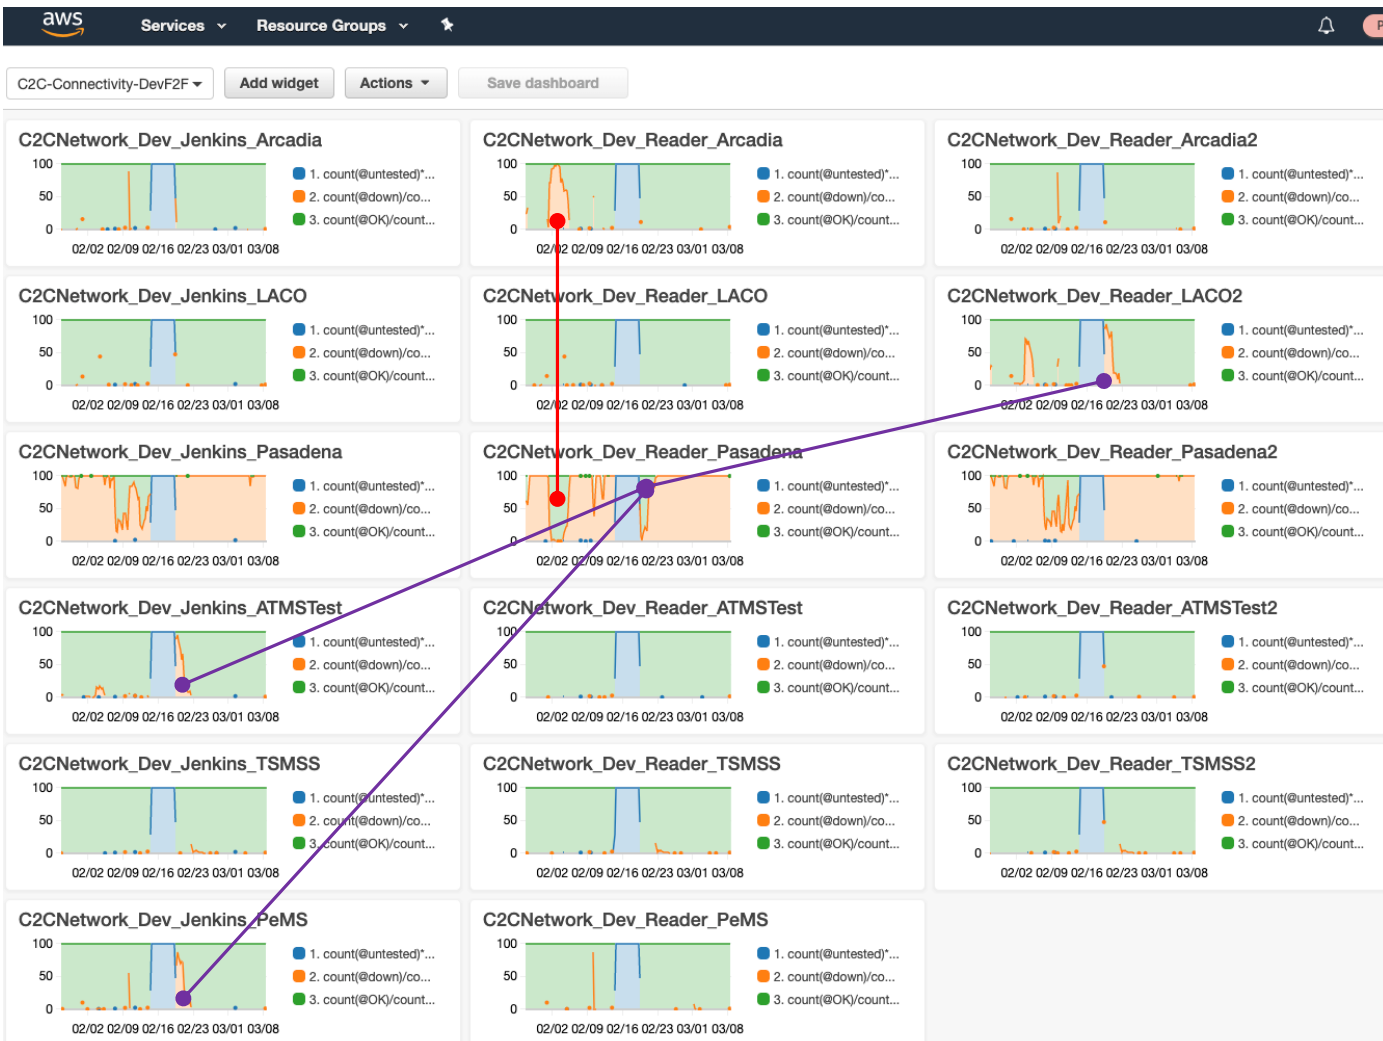 aws Services Resource Groups P
C2C-Connectivity-DevF2F Add widget Actions Save dashboard
C2CNetwork_Dev_Jenkins_Arcadia
100
50
0
02/02 02/09 02/16 02/23 03/01 03/08
1. count(@untested)*...
2. count(@down)/co...
3. count(@OK)/count...
C2CNetwork_Dev_Reader_Arcadia
100
50
0
02/02 02/09 02/16 02/23 03/01 03/08
1. count(@untested)*...
2. count(@down)/co...
3. count(@OK)/count...
C2CNetwork_Dev_Reader_Arcadia2
100
50
0
02/02 02/09 02/16 02/23 03/01 03/08
1. count(@untested)*...
2. count(@down)/co...
3. count(@OK)/count...
C2CNetwork_Dev_Jenkins_LACO
100
50
0
02/02 02/09 02/16 02/23 03/01 03/08
1. count(@untested)*...
2. count(@down)/co...
3. count(@OK)/count...
C2CNetwork_Dev_Reader_LACO
100
50
0
02/02 02/09 02/16 02/23 03/01 03/08
1. count(@untested)*...
2. count(@down)/co...
3. count(@OK)/count...
C2CNetwork_Dev_Reader_LACO2
100
50
0
02/02 02/09 02/16 02/23 03/01 03/08
1. count(@untested)*...
2. count(@down)/co...
3. count(@OK)/count...
C2CNetwork_Dev_Jenkins_Pasadena
100
50
0
02/02 02/09 02/16 02/23 03/01 03/08
1. count(@untested)*...
2. count(@down)/co...
3. count(@OK)/count...
C2CNetwork_Dev_Reader_Pasadena
100
50
0
02/02 02/09 02/16 02/23 03/01 03/08
1. count(@untested)*...
2. count(@down)/co...
3. count(@OK)/count...
C2CNetwork_Dev_Reader_Pasadena2
100
50
0
02/02 02/09 02/16 02/23 03/01 03/08
1. count(@untested)*...
2. count(@down)/co...
3. count(@OK)/count...
C2CNetwork_Dev_Jenkins_ATMSTest
100
50
0
02/02 02/09 02/16 02/23 03/01 03/08
1. count(@untested)*...
2. count(@down)/co...
3. count(@OK)/count...
C2CNetwork_Dev_Reader_ATMSTest
100
50
0
02/02 02/09 02/16 02/23 03/01 03/08
1. count(@untested)*...
2. count(@down)/co...
3. count(@OK)/count...
C2CNetwork_Dev_Reader_ATMSTest2
100
50
0
02/02 02/09 02/16 02/23 03/01 03/08
1. count(@untested)*...
2. count(@down)/co...
3. count(@OK)/count...
C2CNetwork_Dev_Jenkins_TSMSS
100
50
0
02/02 02/09 02/16 02/23 03/01 03/08
1. count(@untested)*...
2. count(@down)/co...
3. count(@OK)/count...
C2CNetwork_Dev_Reader_TSMSS
100
50
0
02/02 02/09 02/16 02/23 03/01 03/08
1. count(@untested)*...
2. count(@down)/co...
3. count(@OK)/count...
C2CNetwork_Dev_Reader_TSMSS2
100
50
0
02/02 02/09 02/16 02/23 03/01 03/08
1. count(@untested)*...
2. count(@down)/co...
3. count(@OK)/count...
C2CNetwork_Dev_Jenkins_PeMS
100
50
0
02/02 02/09 02/16 02/23 03/01 03/08
1. count(@untested)*...
2. count(@down)/co...
3. count(@OK)/count...
C2CNetwork_Dev_Reader_PeMS
100
50
0
02/02 02/09 02/16 02/23 03/01 03/08
1. count(@untested)*...
2. count(@down)/co...
3. count(@OK)/count...